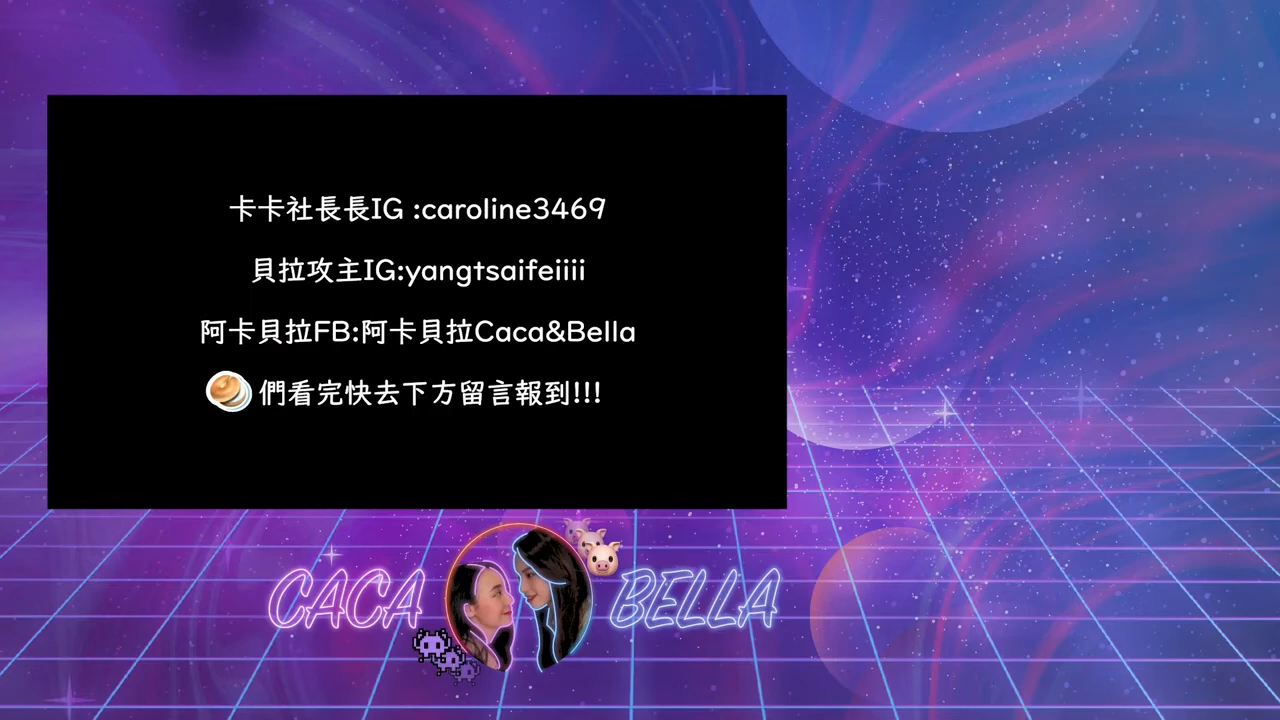 卡卡社長長IG :caroline3469
貝拉攻主IG:yangtsaifeiiii
阿卡貝拉FB:阿卡貝拉Caca&Bella
們看完快去下方留言報到!!!
CACA BELLA